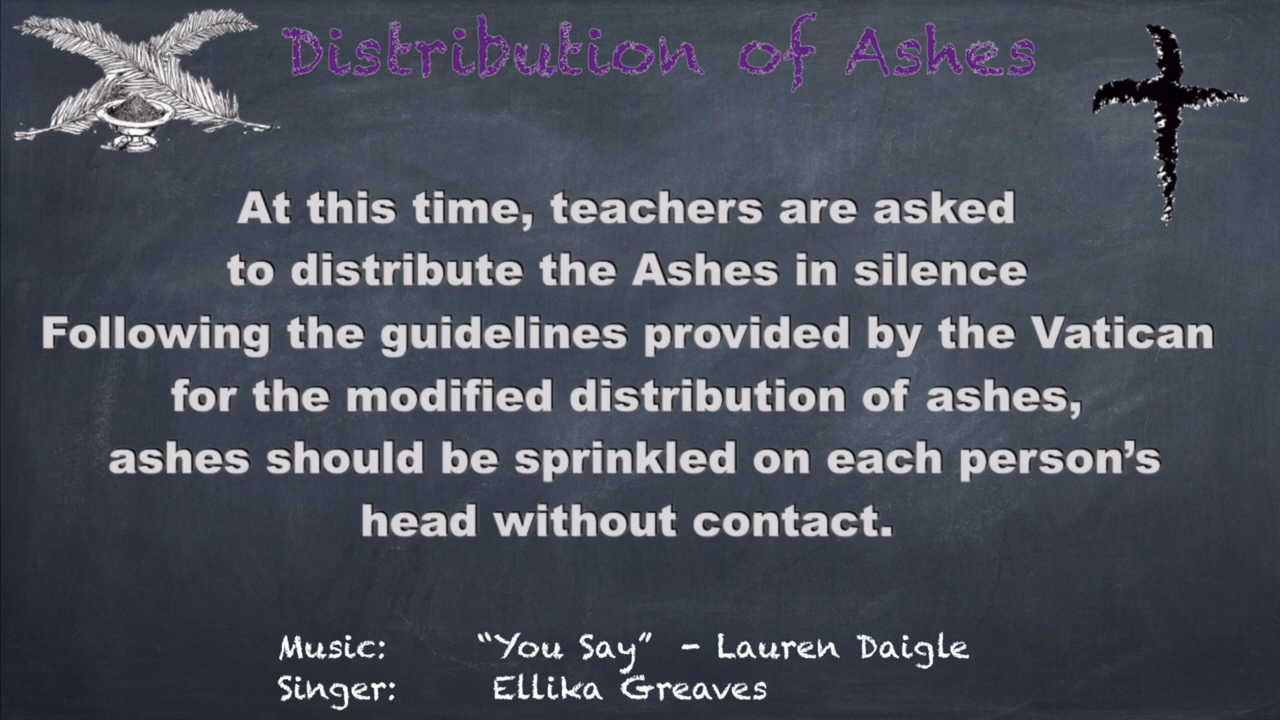 Distribution of Ashes
At this time, teachers are asked
to distribute the Ashes in silence
Following the guidelines provided by the Vatican
for the modified distribution of ashes,
ashes should be sprinkled on each person’s
head without contact.
Music: “You Say” - Lauren Daigle
Singer: Ellika Greaves